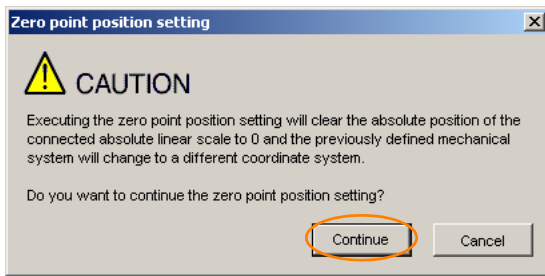 Zero point position setting
CAUTION
Executing the zero point position setting will clear the absolute position of the
connected absolute linear scale to 0 and the previously defined mechanical
system will change to a different coordinate system.
Do you want to continue the zero point position setting?
Continue Cancel